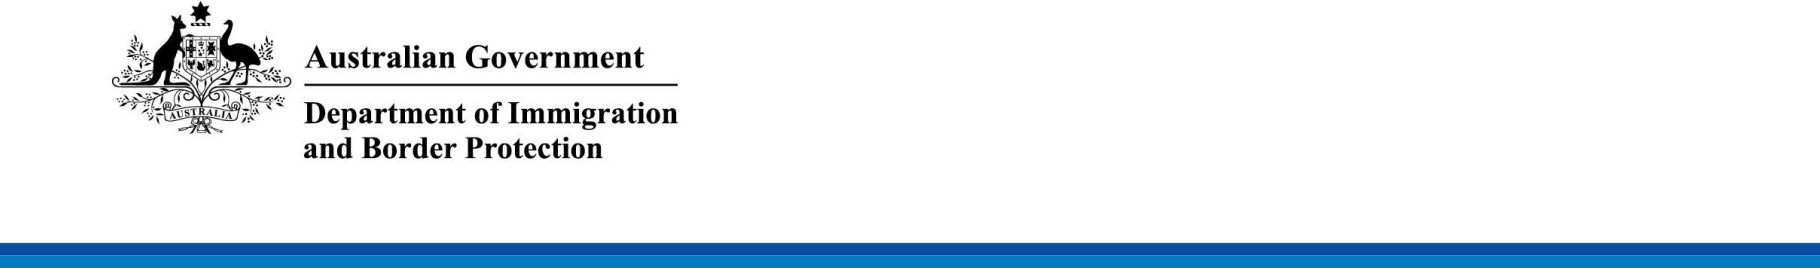 Australian Government
Department of Immigration
and Border Protection
AUSTRALIA